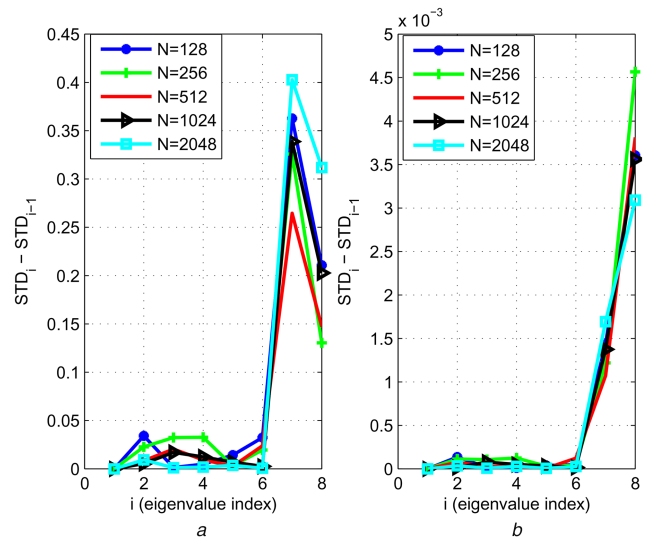 0.45
0.4
0.35
0.3
0.25
0.2
0.15
0.1
0.05
0
0 2 4 6 8
STD_i − STD_{i−1}
i (eigenvalue index)
N=128
N=256
N=512
N=1024
N=2048
a
x 10^{−3}
5
4.5
4
3.5
3
2.5
2
1.5
1
0.5
0
0 2 4 6 8
STD_i − STD_{i−1}
i (eigenvalue index)
N=128
N=256
N=512
N=1024
N=2048
b